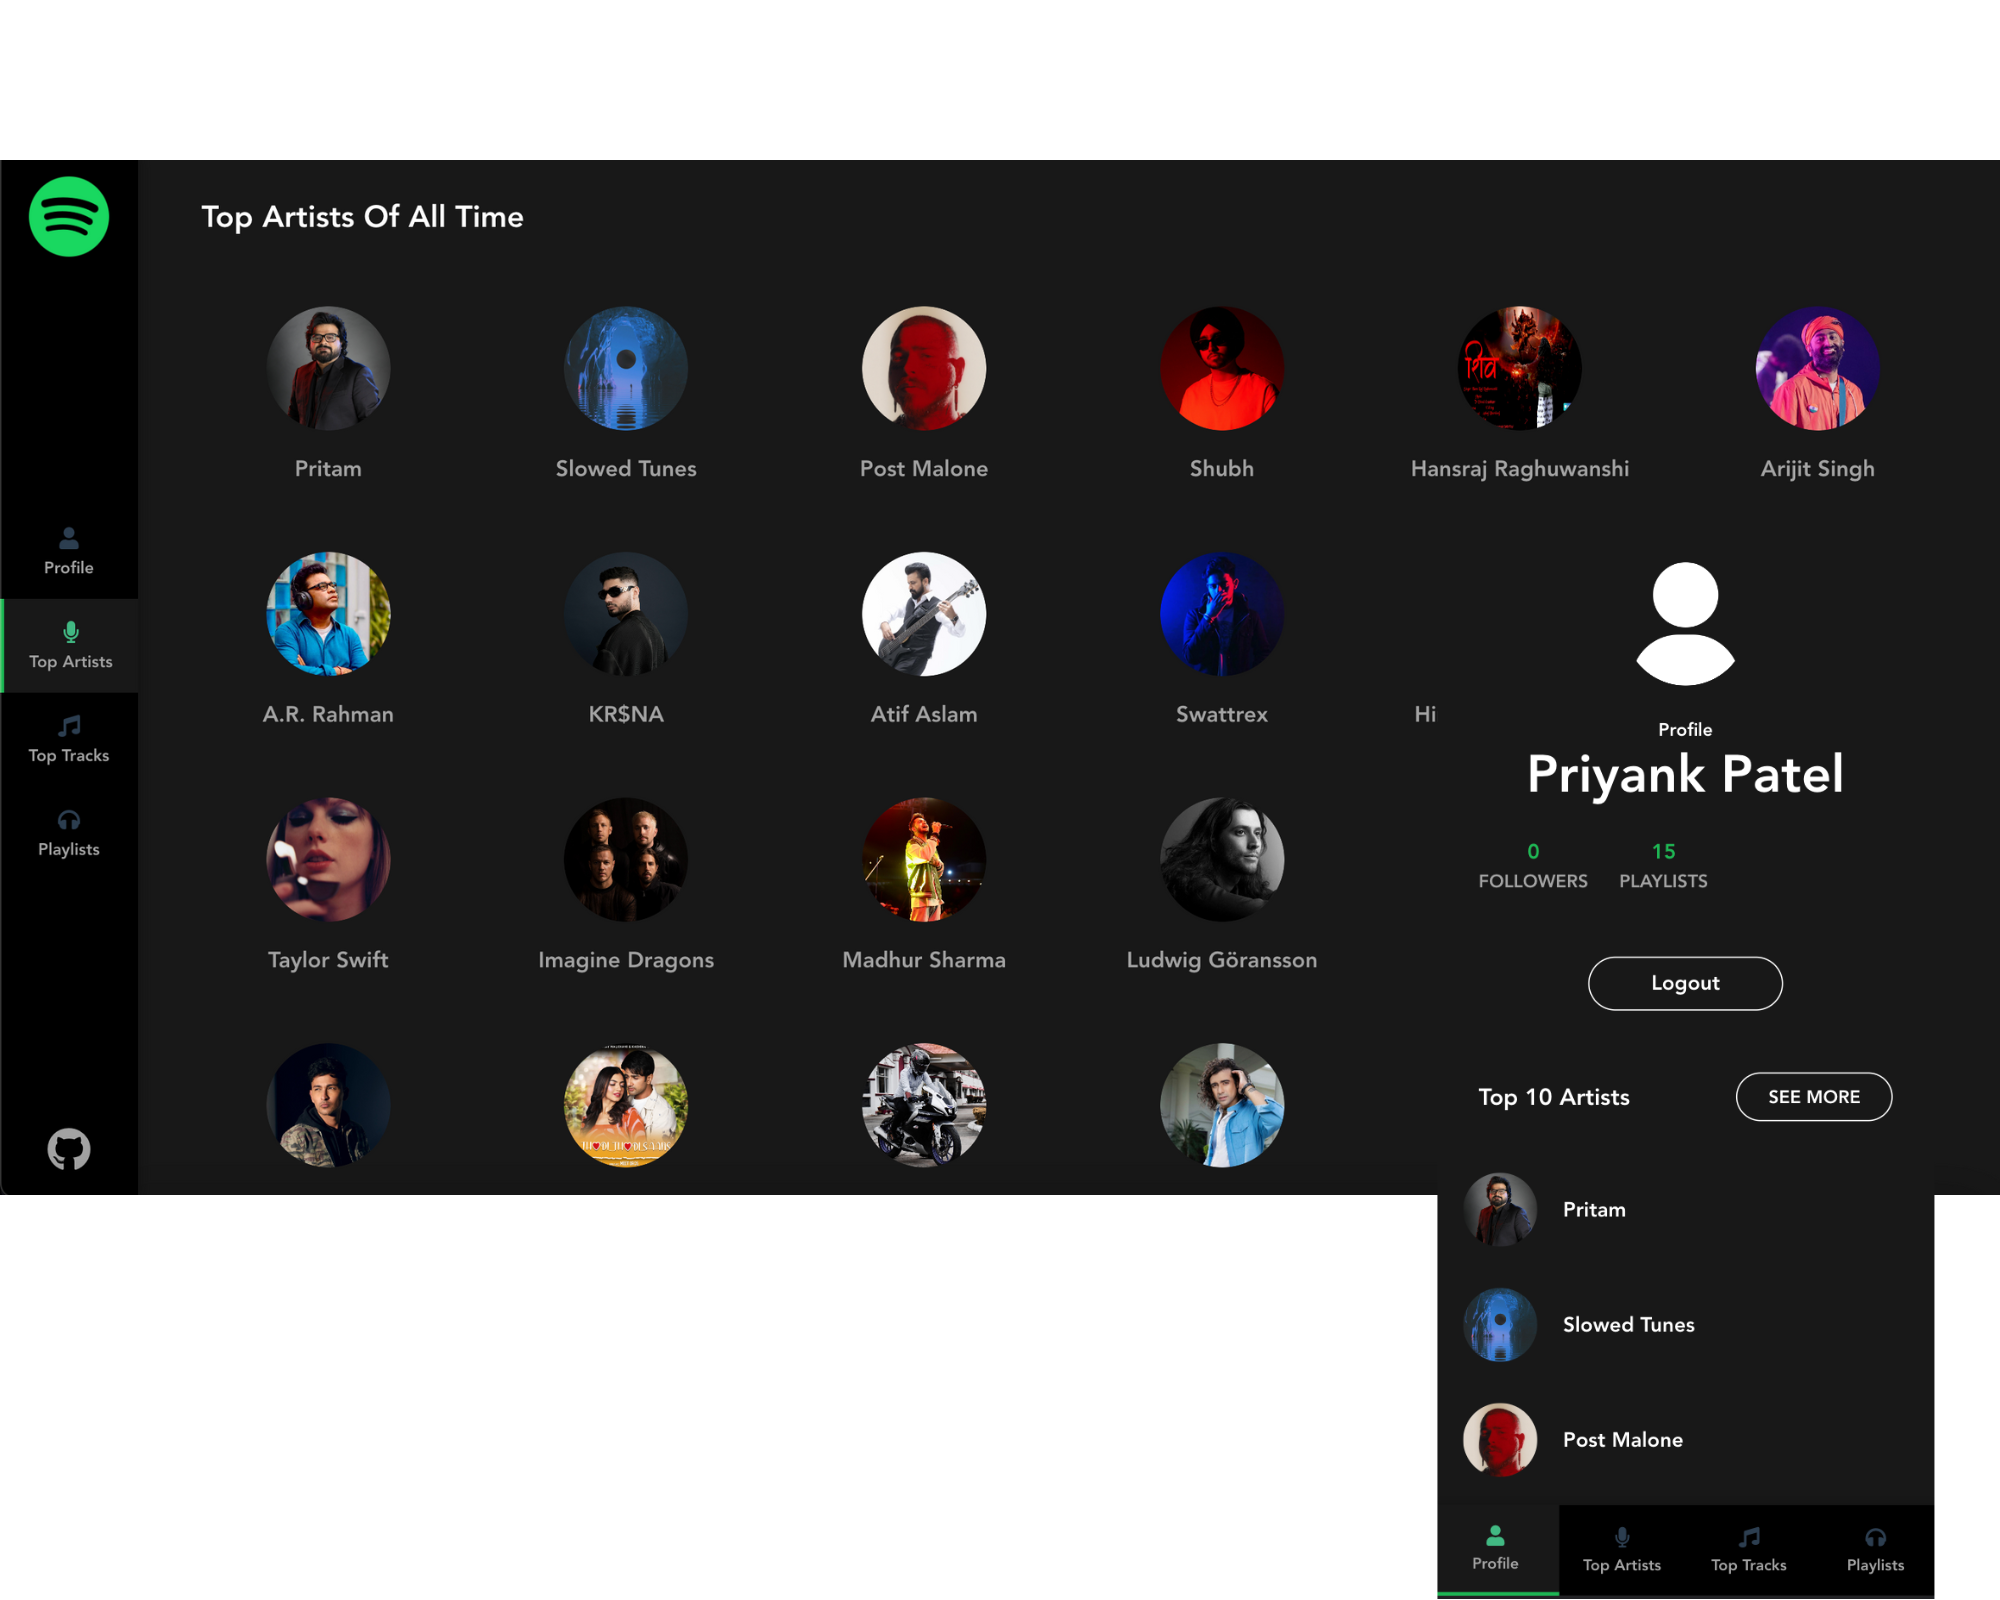 Top Artists Of All Time
Pritam
Slowed Tunes
Post Malone
Shubh
शिव
Hansraj Raghuwanshi
Arijit Singh
Profile
Top Artists
Top Tracks
Playlists
A.R. Rahman
KR$NA
Atif Aslam
Swattrex
Hi
Taylor Swift
Imagine Dragons
Madhur Sharma
Ludwig Göransson
Profile
Priyank Patel
0
FOLLOWERS
15
PLAYLISTS
Logout
Top 10 Artists
SEE MORE
Pritam
Slowed Tunes
Post Malone
Profile
Top Artists
Top Tracks
Playlists